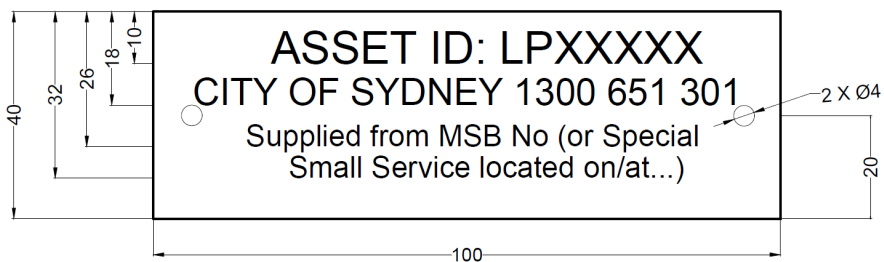 ASSET ID: LPXXXXX
CITY OF SYDNEY 1300 651 301
Supplied from MSB No (or Special
Small Service located on/at...)
10
18
26
32
40
2 X Ø4
20
100